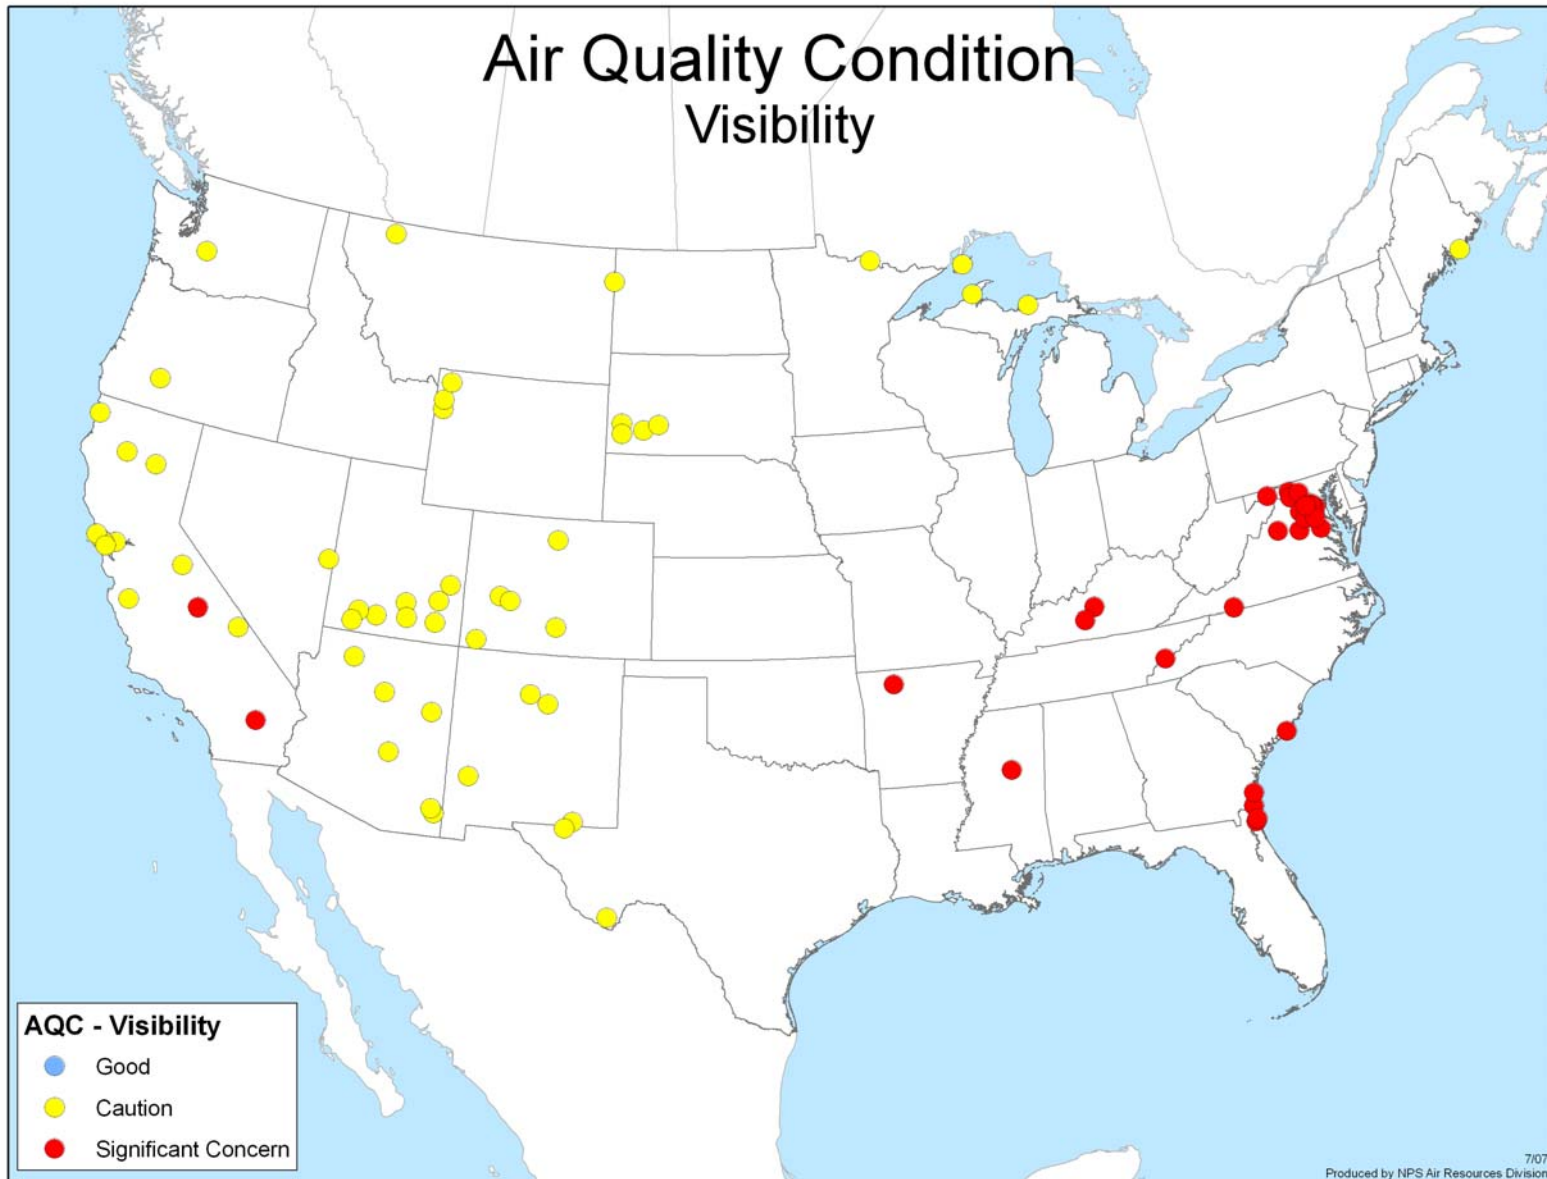 Air Quality Condition
Visibility
AQC - Visibility
Good
Caution
Significant Concern
7/07
Produced by NPS Air Resources Division